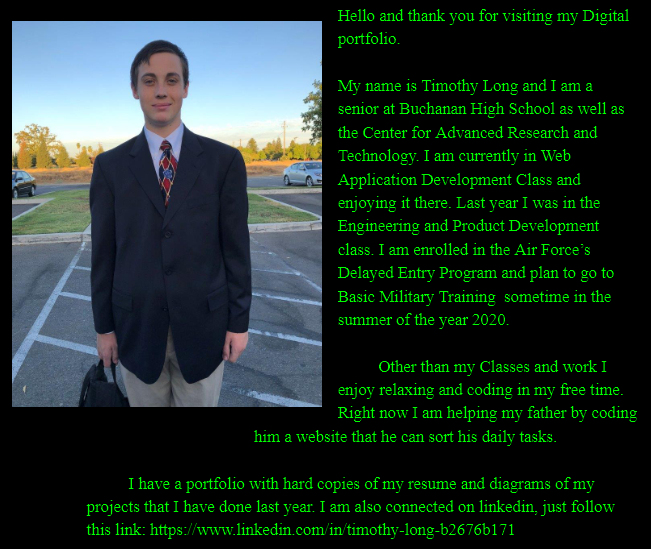 Hello and thank you for visiting my Digital
portfolio.
My name is Timothy Long and I am a
senior at Buchanan High School as well as
the Center for Advanced Research and
Technology. I am currently in Web
Application Development Class and
enjoying it there. Last year I was in the
Engineering and Product Development
class. I am enrolled in the Air Force’s
Delayed Entry Program and plan to go to
Basic Military Training  sometime in the
summer of the year 2020.
Other than my Classes and work I
enjoy relaxing and coding in my free time.
Right now I am helping my father by coding
him a website that he can sort his daily tasks.
I have a portfolio with hard copies of my resume and diagrams of my
projects that I have done last year. I am also connected on linkedin, just follow
this link: https://www.linkedin.com/in/timothy-long-b2676b171